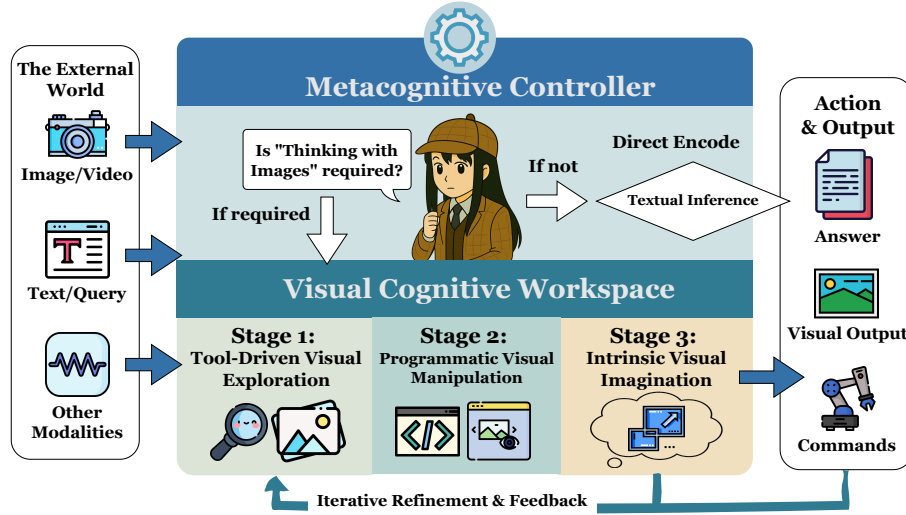 The External
World
Image/Video
T
Text/Query
Other
Modalities
Metacognitive Controller
Is "Thinking with
Images" required?
If required
If not
Direct Encode
Textual Inference
Visual Cognitive Workspace
Stage 1:
Tool-Driven Visual
Exploration
Stage 2:
Programmatic Visual
Manipulation
</>
Stage 3:
Intrinsic Visual
Imagination
Iterative Refinement & Feedback
Action
& Output
Answer
Visual Output
Commands